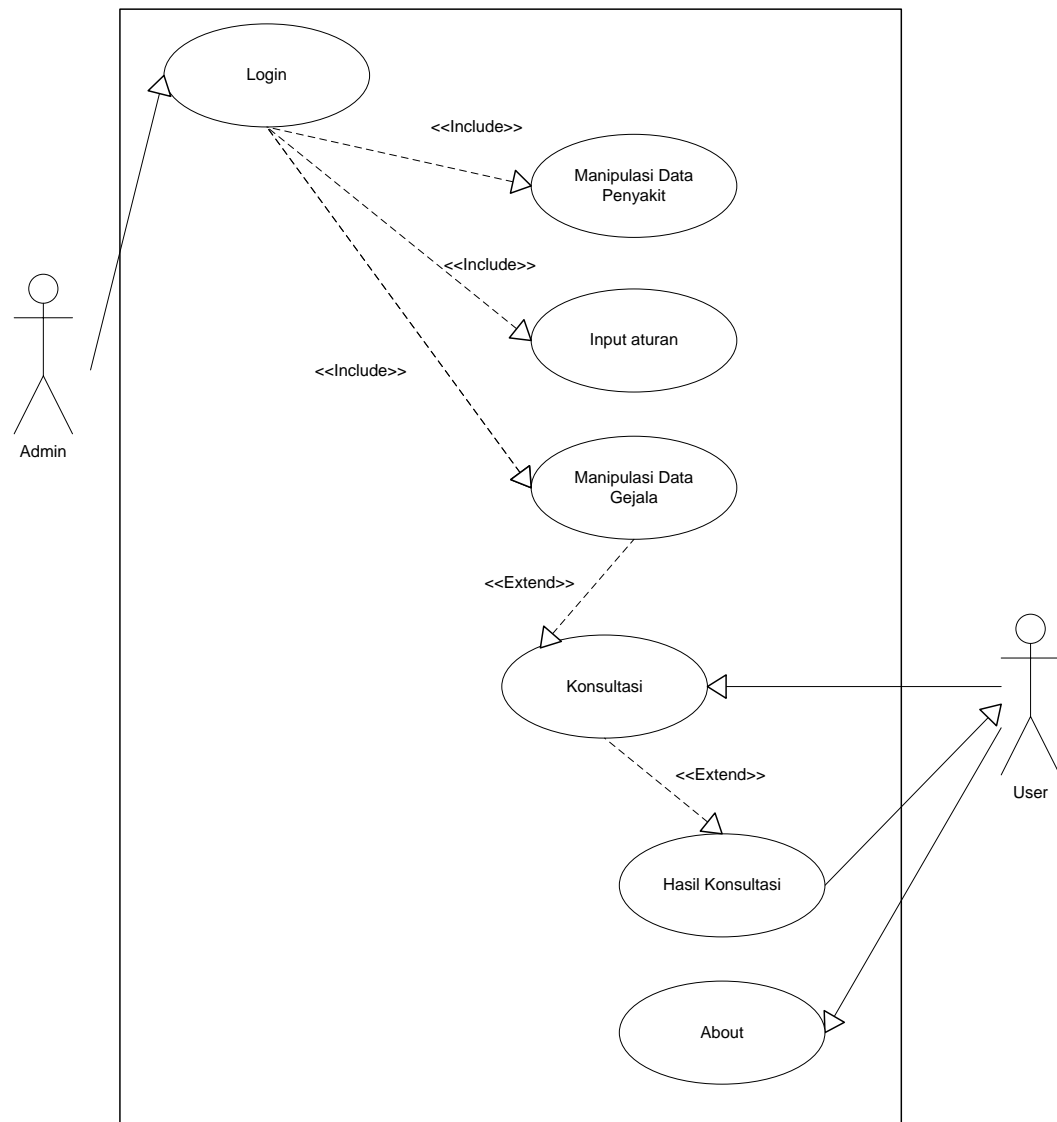 Login
<<Include>>
Manipulasi Data
Penyakit
<<Include>>
Input aturan
<<Include>>
Admin
Manipulasi Data
Gejala
<<Extend>>
Konsultasi
<<Extend>>
User
Hasil Konsultasi
About